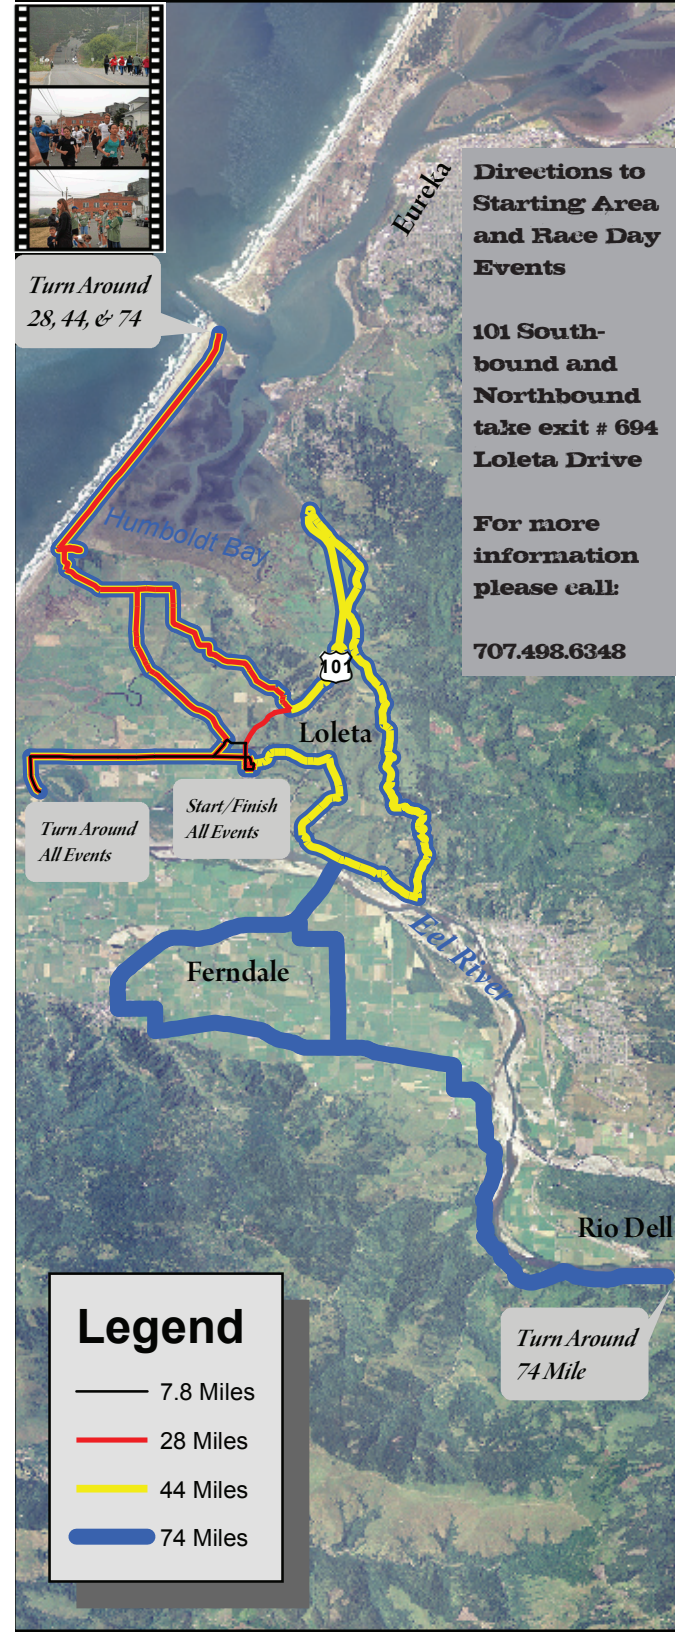 Eureka
Directions to
Starting Area
and Race Day
Events
101 South-
bound and
Northbound
take exit # 694
Loleta Drive
For more
information
please call:
707.498.6348
Turn Around
28, 44, & 74
Humboldt Bay
101
Loleta
Start/Finish
All Events
Turn Around
All Events
Eel River
Ferndale
Rio Dell
Turn Around
74 Mile
Legend
7.8 Miles
28 Miles
44 Miles
74 Miles